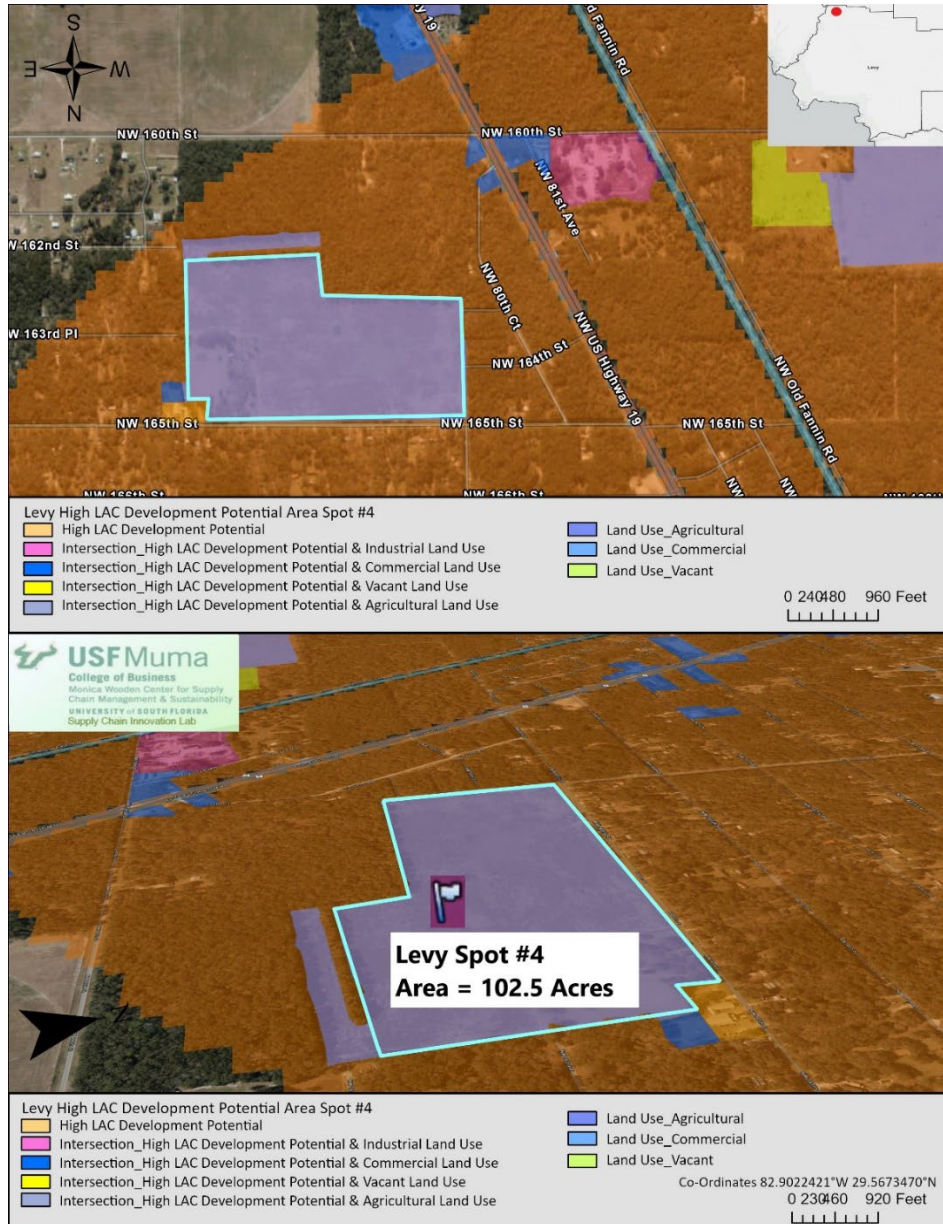 S
E W
N
Levy
NW 160th St
NW 160th St
y 19
Old Fannin Rd
NW 81st Ave
W 162nd St
NW 80th Ct
W 163rd Pl
NW 164th St
NW US Highway 19
NW Old Fannin Rd
NW 165th St
NW 165th St
NW 165th St
NW 166th St
NW 166th St
NW
NW
Levy High LAC Development Potential Area Spot #4
High LAC Development Potential
Intersection_High LAC Development Potential & Industrial Land Use
Intersection_High LAC Development Potential & Commercial Land Use
Intersection_High LAC Development Potential & Vacant Land Use
Intersection_High LAC Development Potential & Agricultural Land Use
Land Use_Agricultural
Land Use_Commercial
Land Use_Vacant
0 240480 960 Feet
USF Muma
College of Business
Monica Wooden Center for Supply
Chain Management & Sustainability
UNIVERSITY of SOUTH FLORIDA
Supply Chain Innovation Lab
Levy Spot #4
Area = 102.5 Acres
N
Levy High LAC Development Potential Area Spot #4
High LAC Development Potential
Intersection_High LAC Development Potential & Industrial Land Use
Intersection_High LAC Development Potential & Commercial Land Use
Intersection_High LAC Development Potential & Vacant Land Use
Intersection_High LAC Development Potential & Agricultural Land Use
Land Use_Agricultural
Land Use_Commercial
Land Use_Vacant
Co-Ordinates 82.9022421°W 29.5673470°N
0 230460 920 Feet